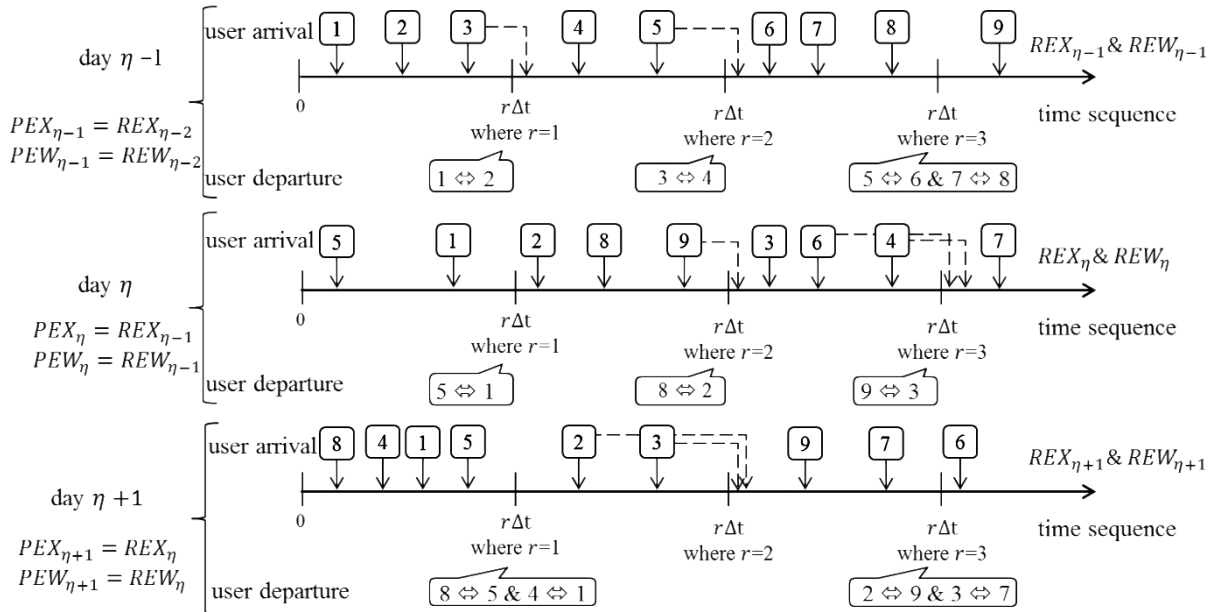 user arrival 1 2 3 4 5 6 7 8 9
day η −1
REX_{η−1} & REW_{η−1}
0 rΔt rΔt rΔt time sequence
where r=1 where r=2 where r=3
PEX_{η−1} = REX_{η−2}
PEW_{η−1} = REW_{η−2}
user departure 1 ⇔ 2 3 ⇔ 4 5 ⇔ 6 & 7 ⇔ 8
user arrival 5 1 2 8 9 3 6 4 7
day η
REX_η & REW_η
0 rΔt rΔt rΔt time sequence
where r=1 where r=2 where r=3
PEX_η = REX_{η−1}
PEW_η = REW_{η−1}
user departure 5 ⇔ 1 8 ⇔ 2 9 ⇔ 3
user arrival 8 4 1 5 2 3 9 7 6
day η +1
REX_{η+1} & REW_{η+1}
0 rΔt rΔt rΔt time sequence
where r=1 where r=2 where r=3
PEX_{η+1} = REX_η
PEW_{η+1} = REW_η
user departure 8 ⇔ 5 & 4 ⇔ 1 2 ⇔ 9 & 3 ⇔ 7